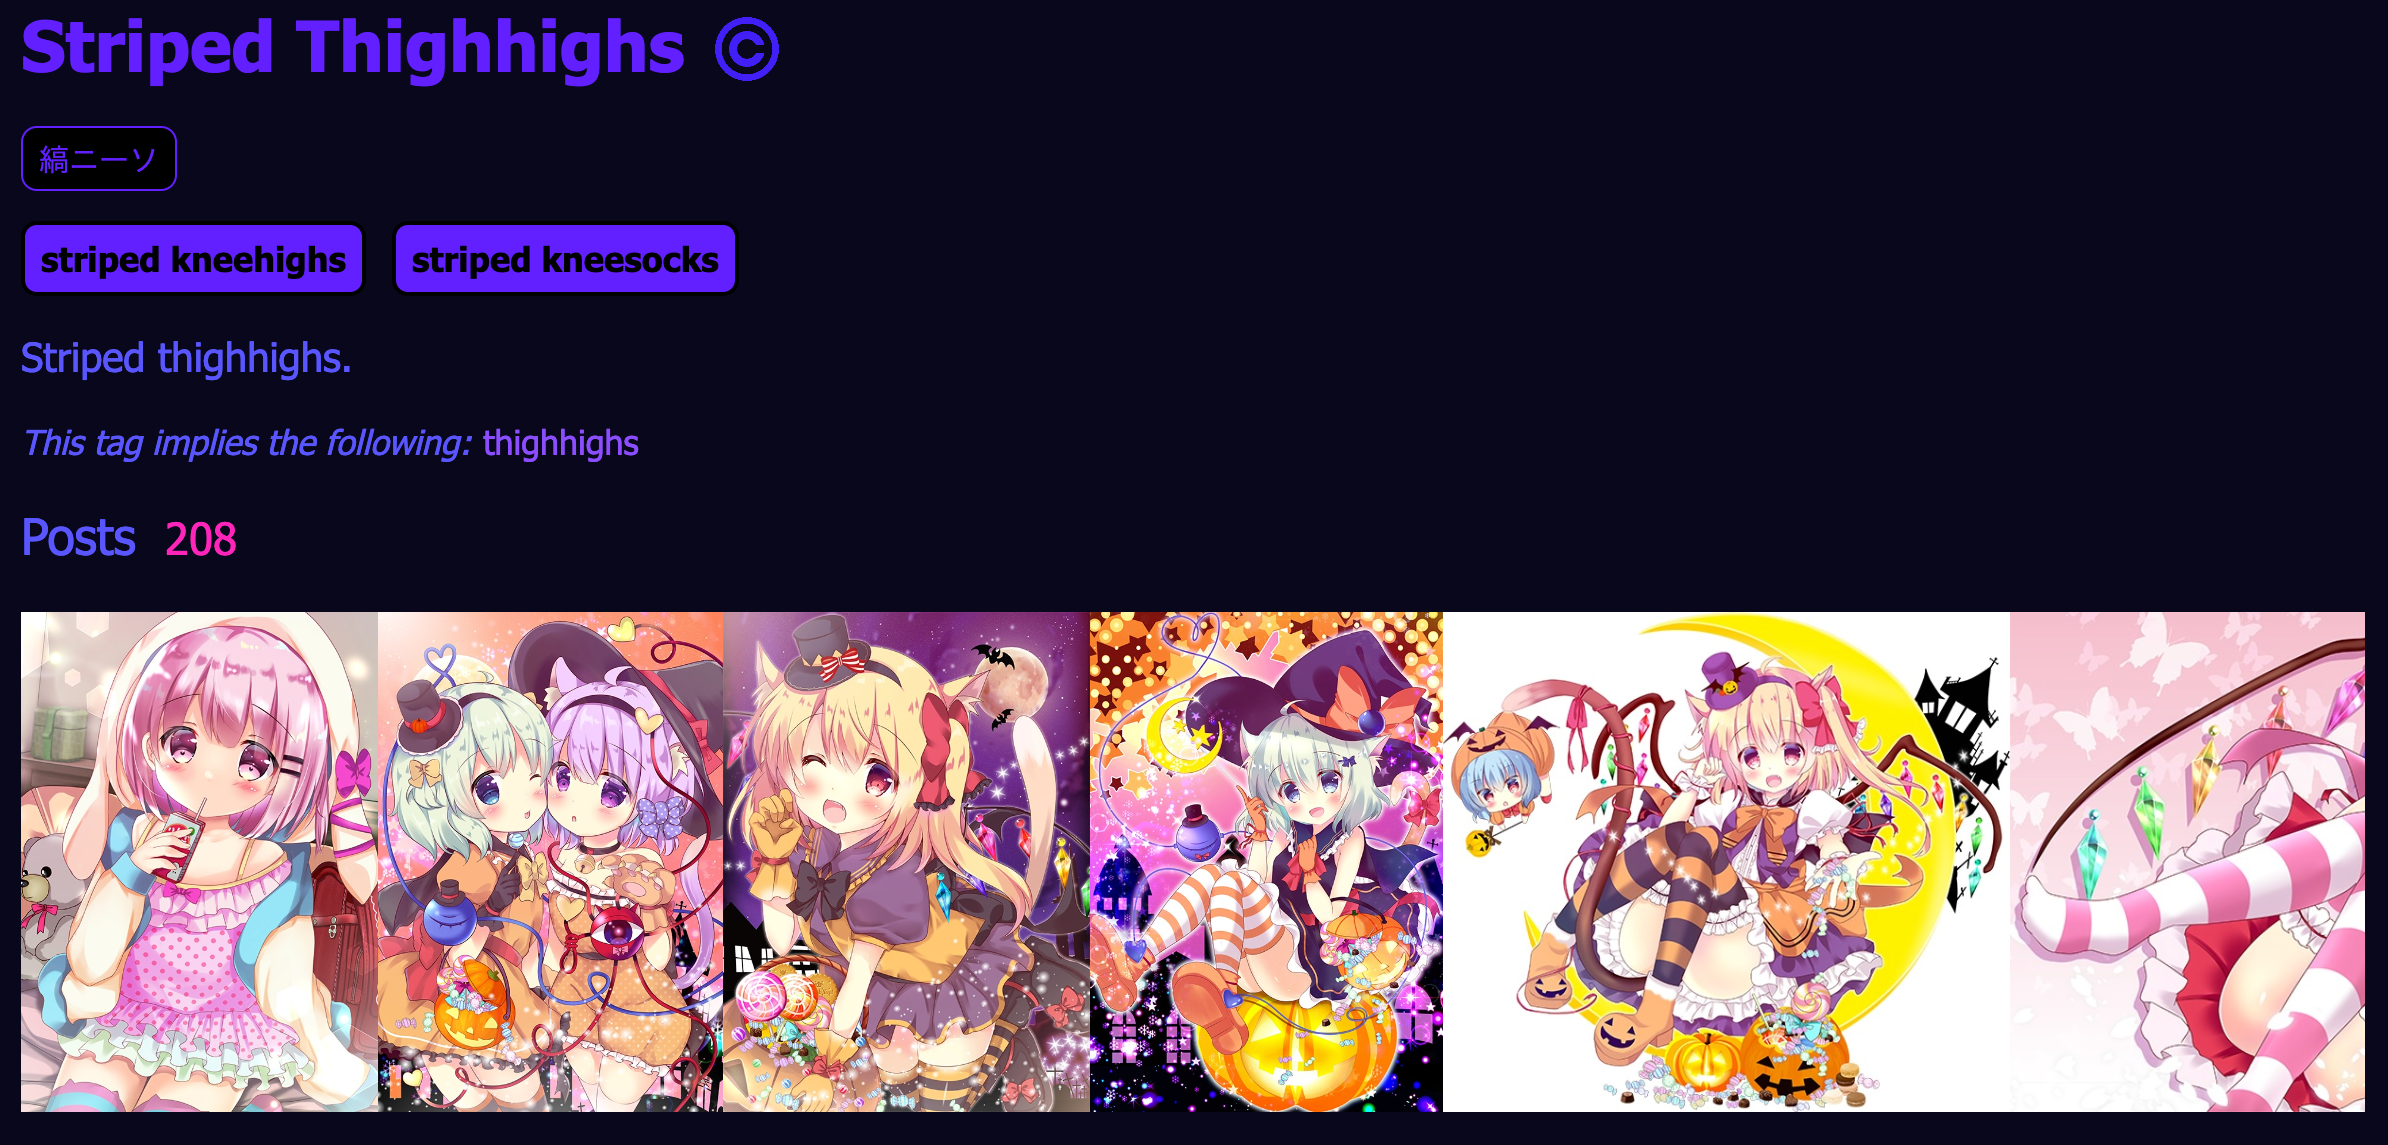 Striped Thighhighs ©
縞ニーソ
striped kneehighs striped kneesocks
Striped thighhighs.
This tag implies the following: thighhighs
Posts 208